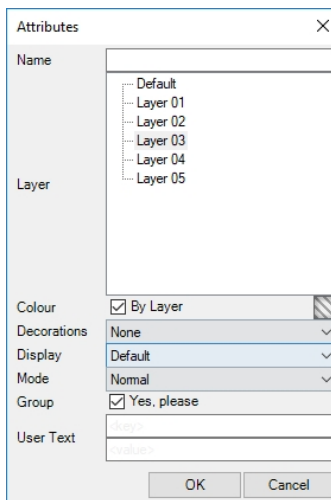 Attributes
Name
Default
Layer 01
Layer 02
Layer 03
Layer
Layer 04
Layer 05
Colour By Layer
Decorations None
Display Default
Mode Normal
Group Yes, please
User Text
<key>
<value>
OK Cancel